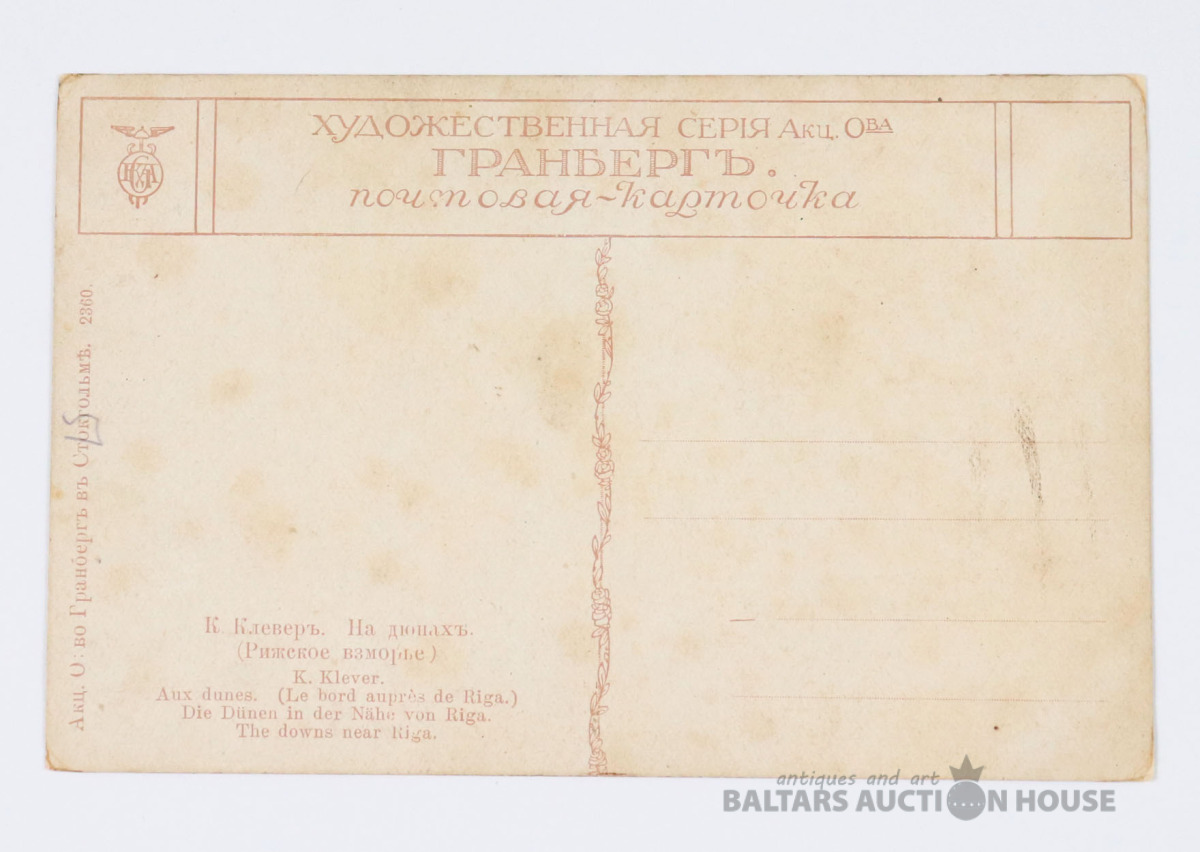 ХУДОЖЕСТВЕННАЯ СЕРІЯ АКЦ. ОВА
ГРАНБЕРГЪ.
почтовая-карточка
Акц. О: во Гранбергъ въ Стокгольмѣ. 2360.
К Клеверъ. На дюнахъ.
(Рижское взморье)
K. Klever.
Aux dunes. (Le bord auprès de Riga.)
Die Dünen in der Nähe von Riga.
The downs near Riga.
antiques and art
BALTARS AUCTION HOUSE